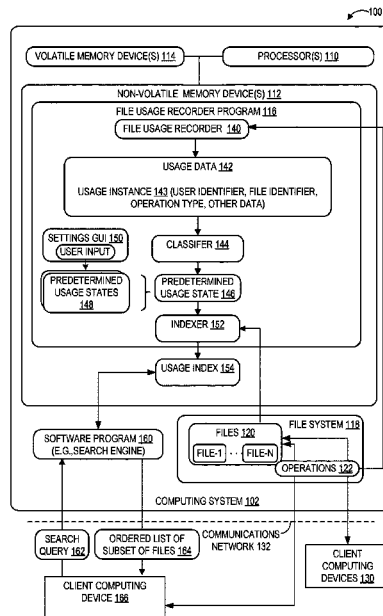 100
VOLATILE MEMORY DEVICE(S) 114
PROCESSOR(S) 110
NON-VOLATILE MEMORY DEVICE(S) 112
FILE USAGE RECORDER PROGRAM 116
FILE USAGE RECORDER 140
USAGE DATA 142
USAGE INSTANCE 143 (USER IDENTIFIER, FILE IDENTIFIER,
OPERATION TYPE, OTHER DATA)
SETTINGS GUI 150
USER INPUT
CLASSIFER 144
PREDETERMINED
USAGE STATES
148
PREDETERMINED
USAGE STATE 146
INDEXER 152
USAGE INDEX 154
SOFTWARE PROGRAM 160
(E.G.,SEARCH ENGINE)
FILE SYSTEM 118
FILES 120
FILE-1 ·· FILE-N
OPERATIONS 122
COMPUTING SYSTEM 102
SEARCH
QUERY 162
ORDERED LIST OF
SUBSET OF FILES 164
COMMUNICATIONS
NETWORK 132
CLIENT COMPUTING
DEVICE 166
CLIENT
COMPUTING
DEVICES 130